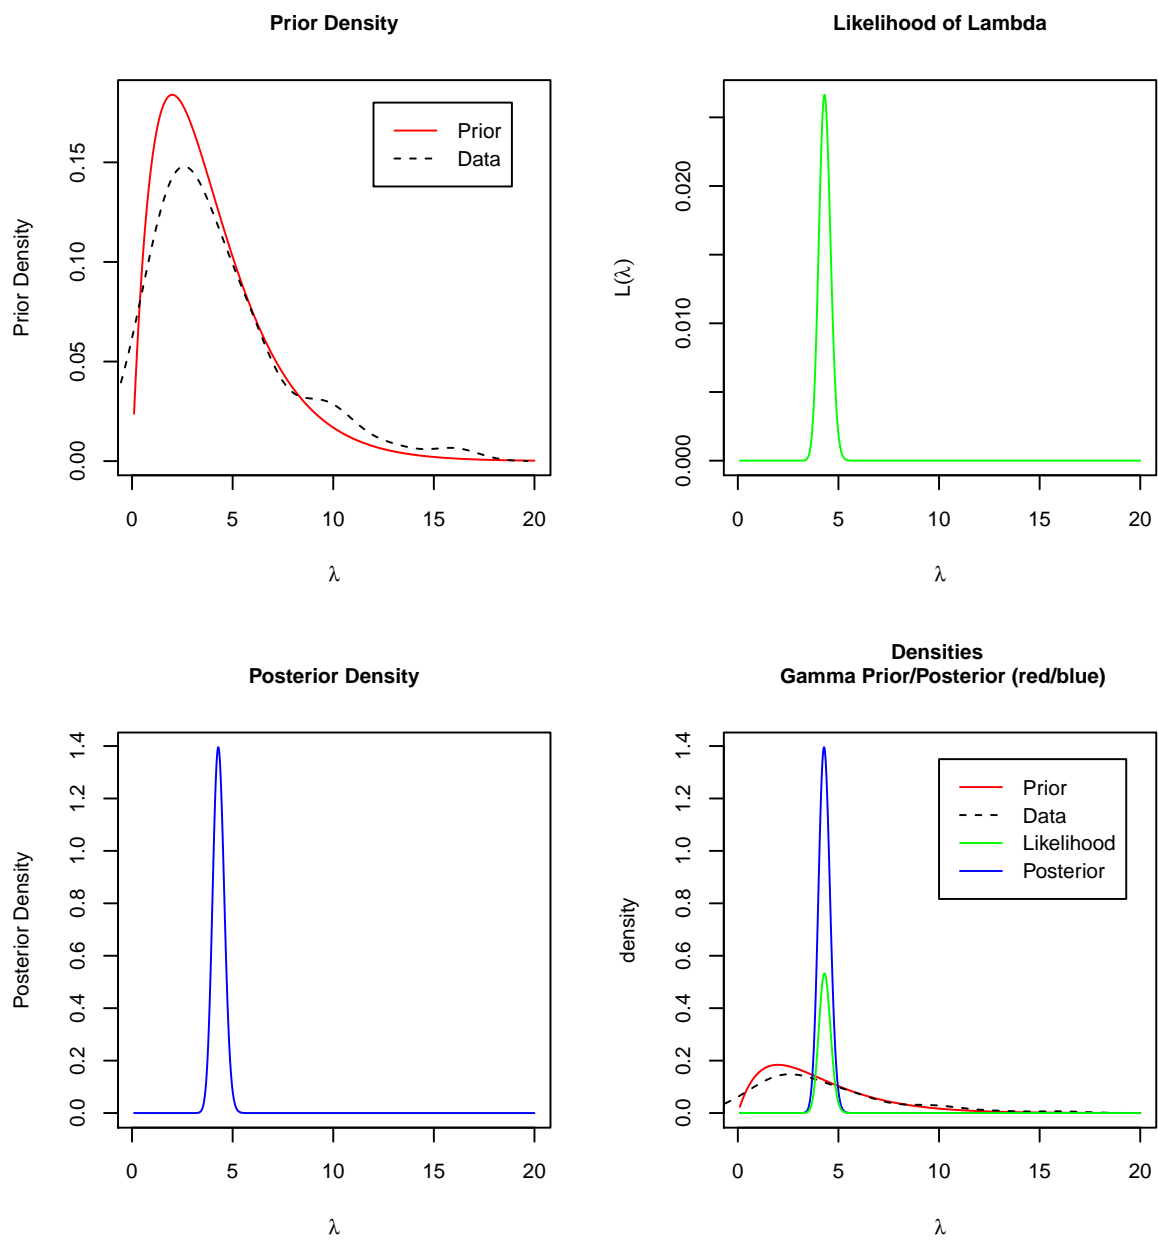 Prior Density
Prior Density
0.00
0.05
0.10
0.15
Prior
Data
0 5 10 15 20
λ
Likelihood of Lambda
L(λ)
0.000
0.010
0.020
0 5 10 15 20
λ
Posterior Density
Posterior Density
0.0 0.2 0.4 0.6 0.8 1.0 1.2 1.4
0 5 10 15 20
λ
Densities
Gamma Prior/Posterior (red/blue)
density
0.0 0.2 0.4 0.6 0.8 1.0 1.2 1.4
Prior
Data
Likelihood
Posterior
0 5 10 15 20
λ